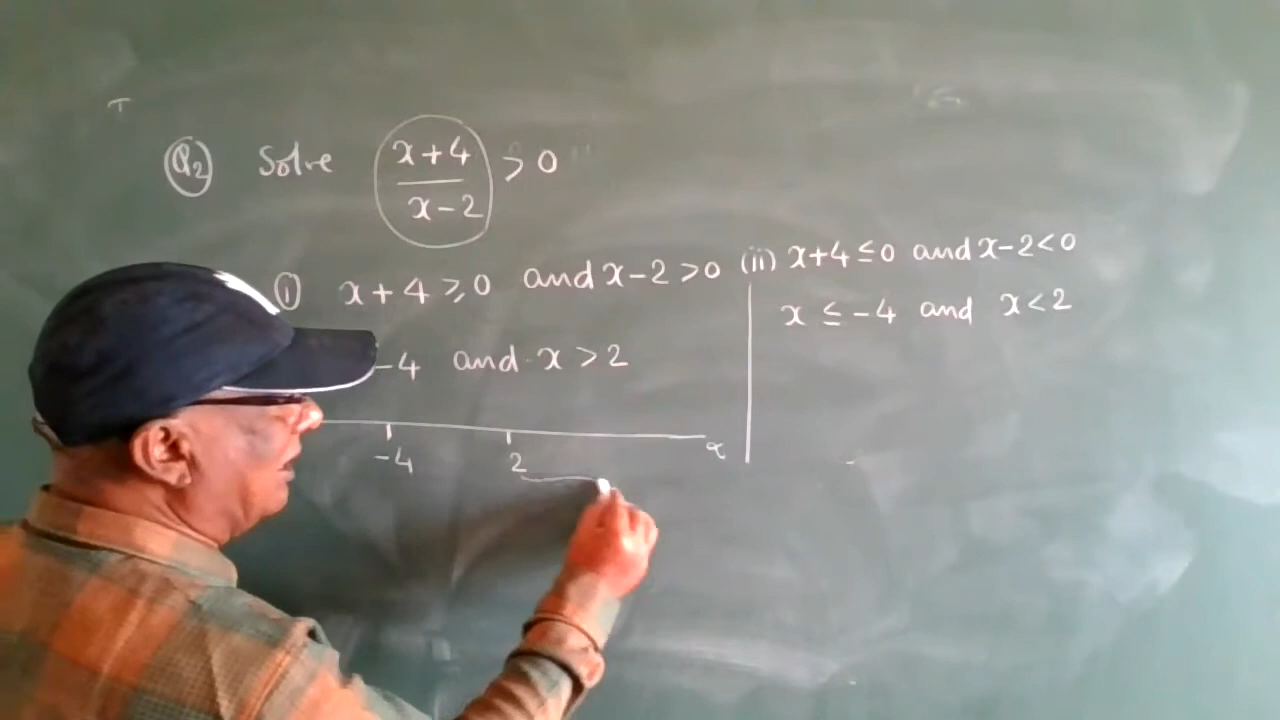 Q2 Solve (x+4)/(x-2) > 0
(i) x+4 ≥ 0 and x-2 > 0
-4 and x > 2
-4 2 x
(ii) x+4 ≤ 0 and x-2 < 0
x ≤ -4 and x < 2